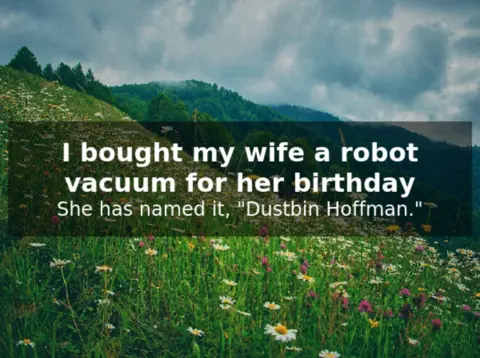 I bought my wife a robot
vacuum for her birthday
She has named it, "Dustbin Hoffman."